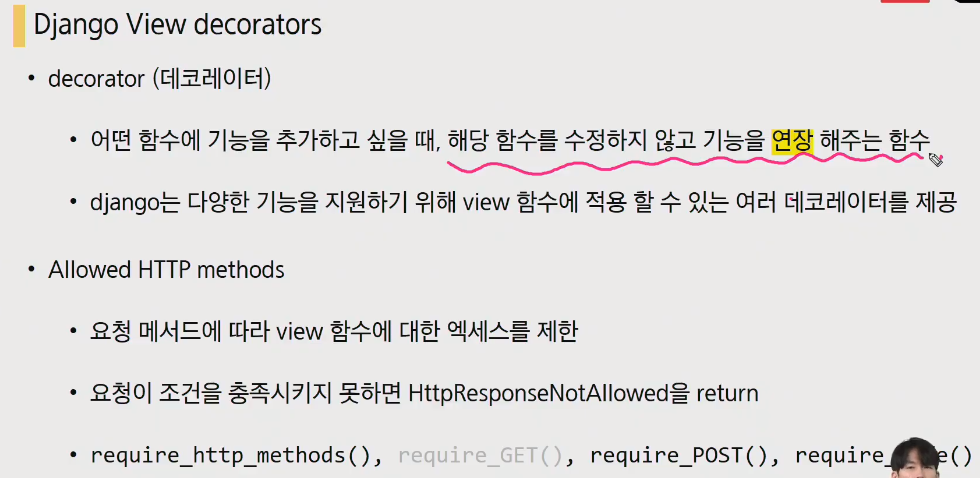 Django View decorators
• decorator (데코레이터)
• 어떤 함수에 기능을 추가하고 싶을 때, 해당 함수를 수정하지 않고 기능을 연장 해주는 함수
• django는 다양한 기능을 지원하기 위해 view 함수에 적용 할 수 있는 여러 데코레이터를 제공
• Allowed HTTP methods
• 요청 메서드에 따라 view 함수에 대한 엑세스를 제한
• 요청이 조건을 충족시키지 못하면 HttpResponseNotAllowed을 return
• require_http_methods(), require_GET(), require_POST(),